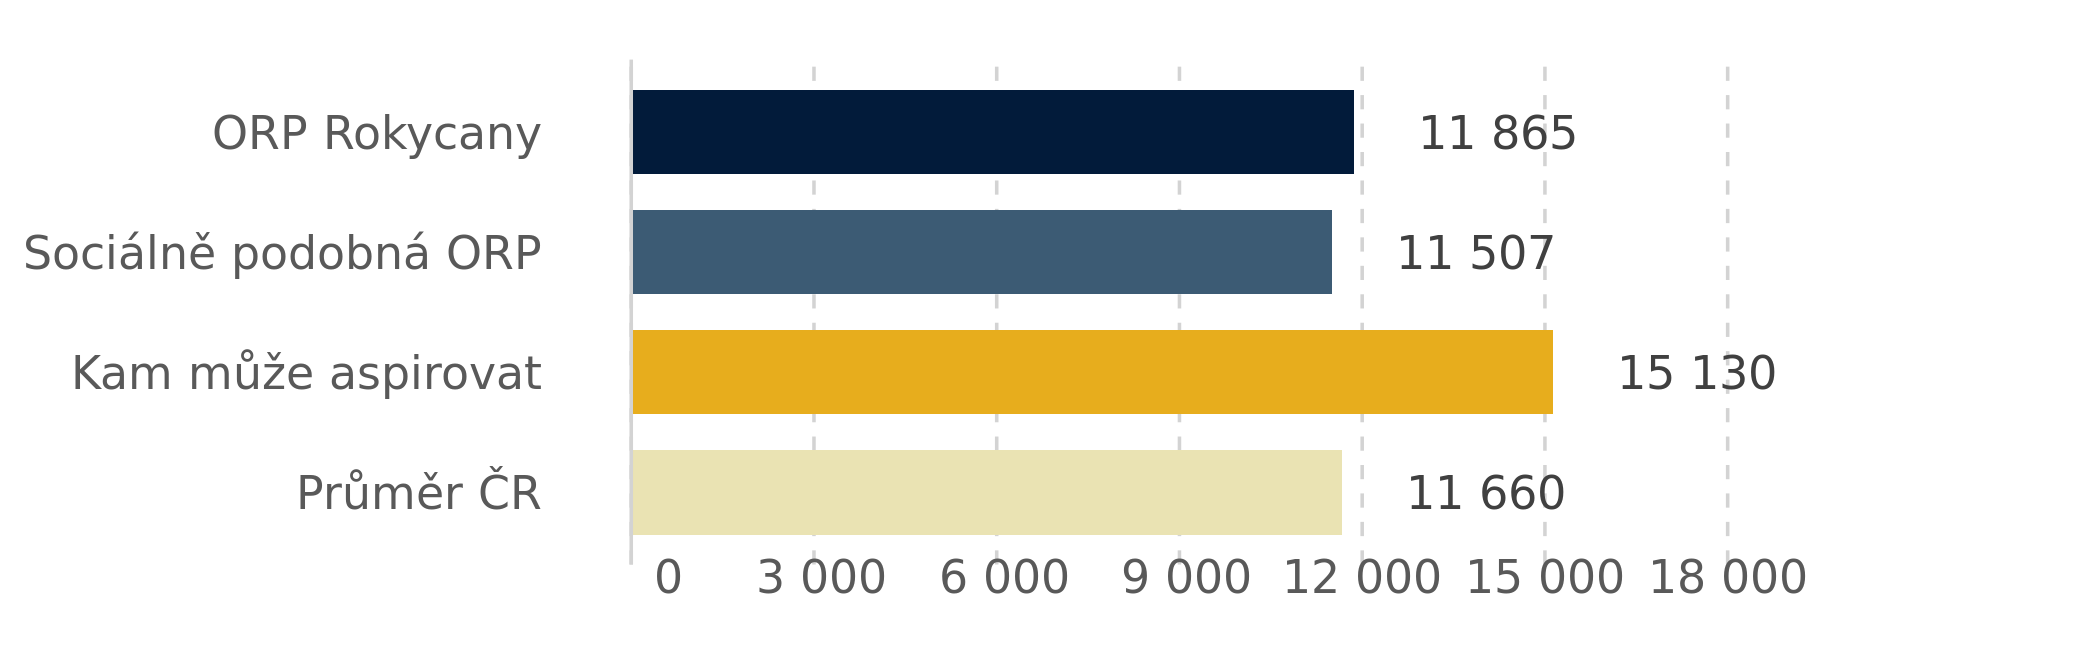 ORP Rokycany 11 865
Sociálně podobná ORP 11 507
Kam může aspirovat 15 130
Průměr ČR 11 660
0 3 000 6 000 9 000 12 000 15 000 18 000